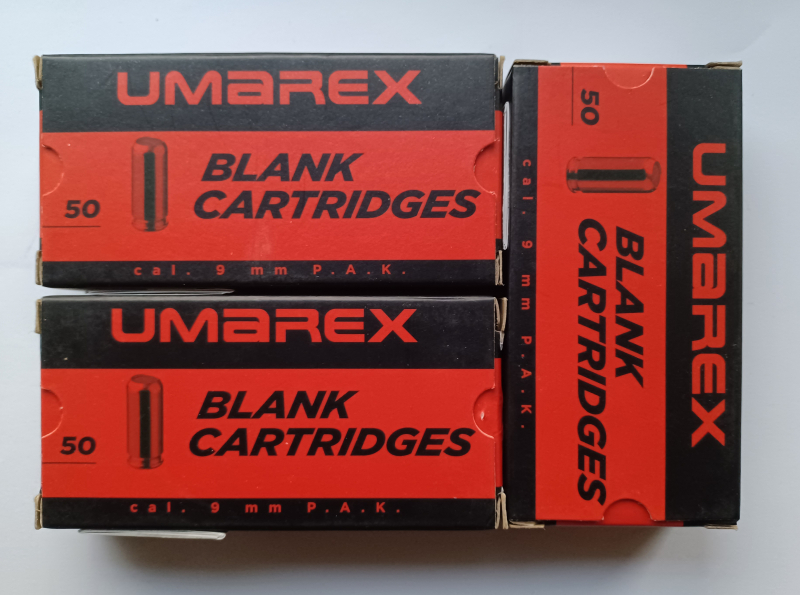 UMAREX
BLANK
CARTRIDGES
50
cal. 9 mm P.A.K.
UMAREX
BLANK
CARTRIDGES
50
cal. 9 mm P.A.K.
UMAREX
50
BLANK
CARTRIDGES
cal. 9 mm P.A.K.